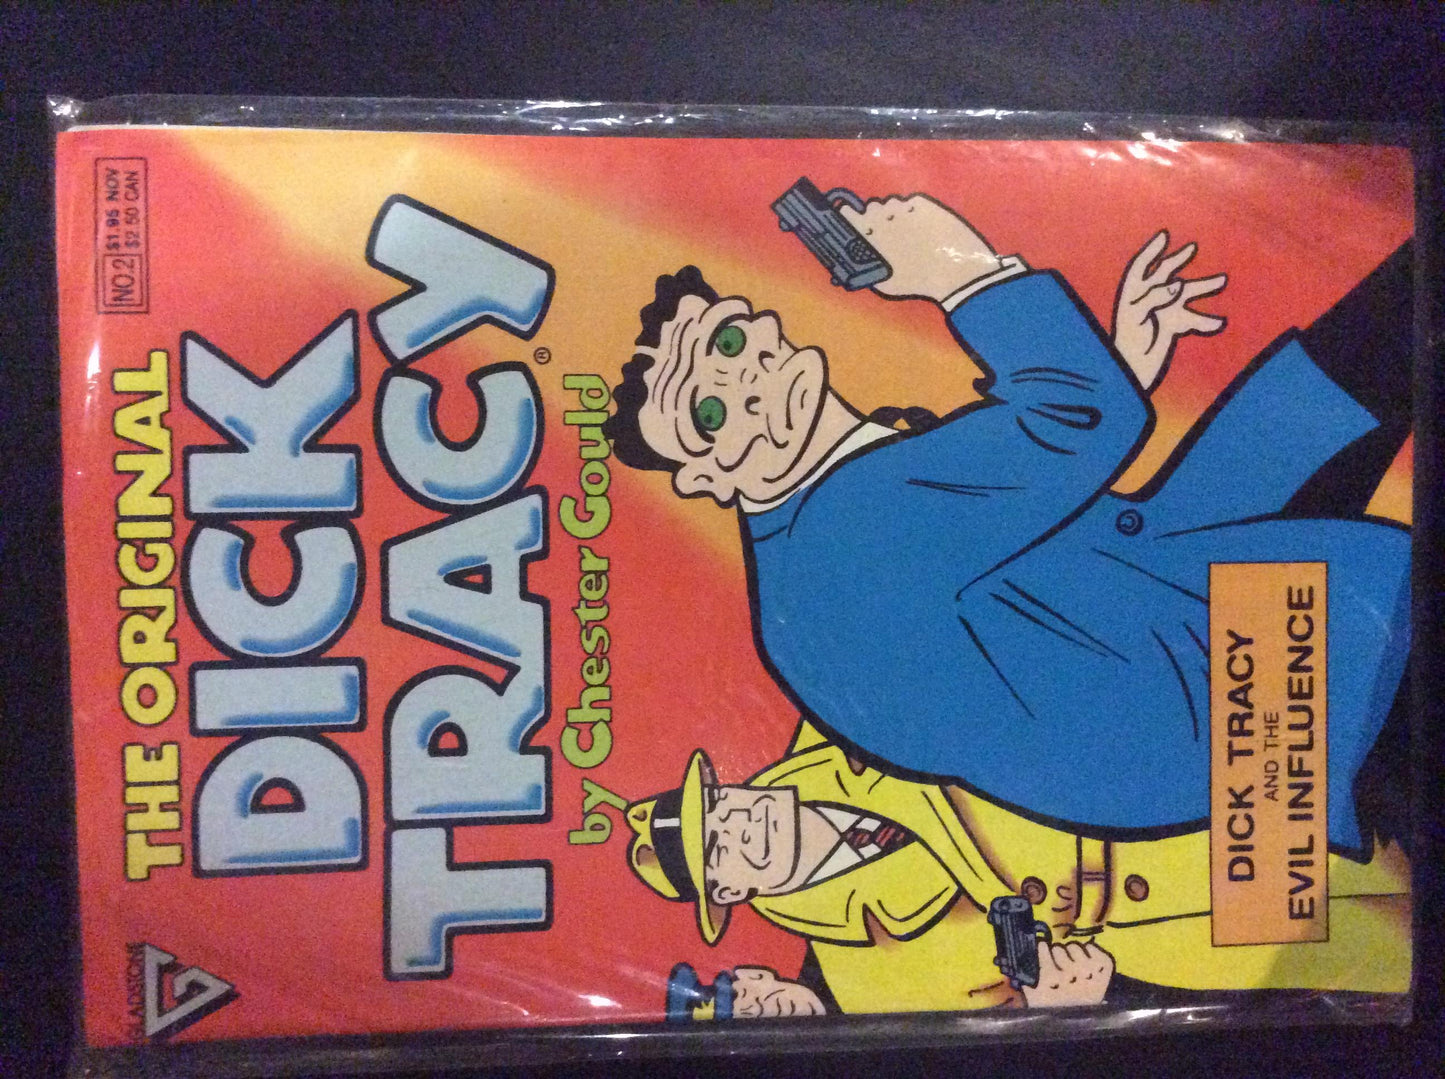 GLADSTONE
THE ORIGINAL
NO.2
$1.95 NOV
$2.50 CAN
DICK
TRACY®
by Chester Gould
DICK TRACY
AND THE
EVIL INFLUENCE